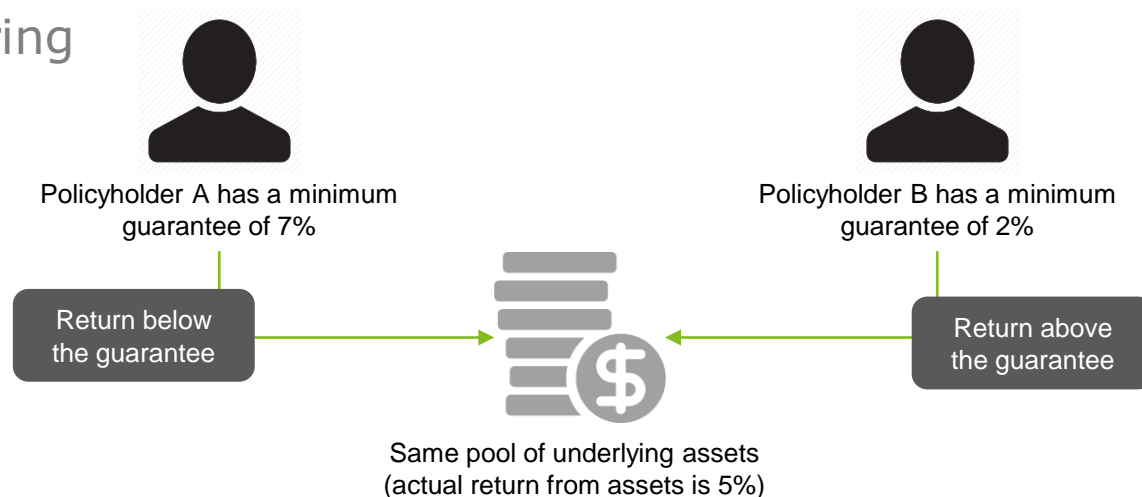 Policyholder A has a minimum
guarantee of 7%
Policyholder B has a minimum
guarantee of 2%
Return below
the guarantee
$
Return above
the guarantee
Same pool of underlying assets
(actual return from assets is 5%)